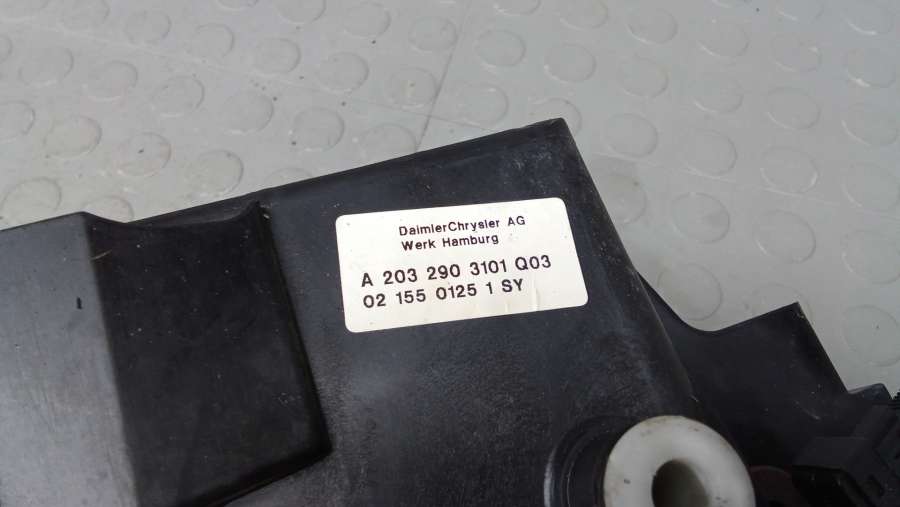 DaimlerChrysler AG
Werk Hamburg
A 203 290 3101 Q03
02 155 0125 1 SY